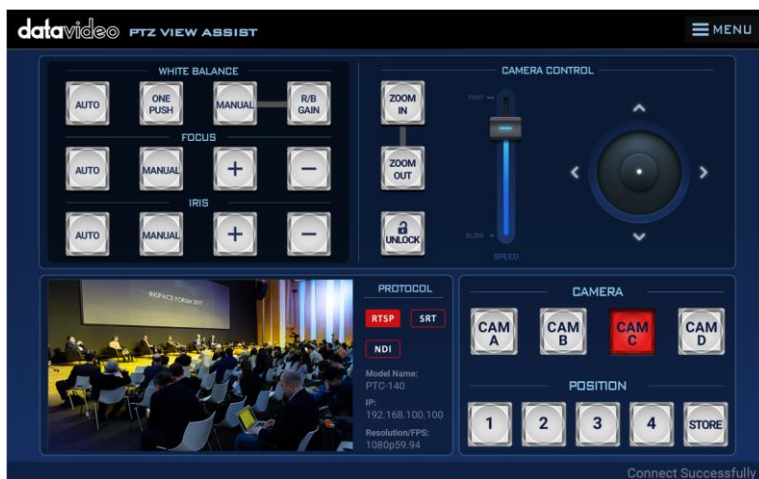 datavideo PTZ VIEW ASSIST
MENU
WHITE BALANCE
AUTO
ONE
PUSH
MANUAL
R/B
GAIN
FOCUS
AUTO
MANUAL
+
−
IRIS
AUTO
MANUAL
+
−
CAMERA CONTROL
ZOOM
IN
ZOOM
OUT
UNLOCK
FAST
SLOW
SPEED
INSPACE FORUM 2017
PROTOCOL
RTSP
SRT
NDI
Model Name:
PTC-140
IP:
192.168.100.100
Resolution/FPS:
1080p59.94
CAMERA
CAM
A
CAM
B
CAM
C
CAM
D
POSITION
1
2
3
4
STORE
Connect Successfully